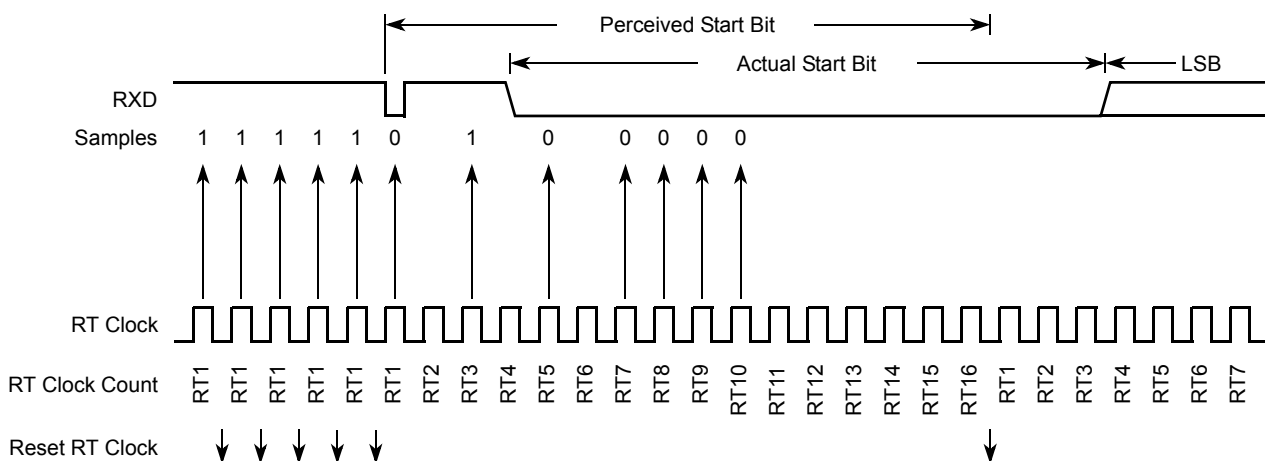 Perceived Start Bit
Actual Start Bit LSB
RXD
Samples 1 1 1 1 1 0 1 0 0 0 0 0
RT Clock
RT Clock Count RT1 RT1 RT1 RT1 RT1 RT1 RT2 RT3 RT4 RT5 RT6 RT7 RT8 RT9 RT10 RT11 RT12 RT13 RT14 RT15 RT16 RT1 RT2 RT3 RT4 RT5 RT6 RT7
Reset RT Clock